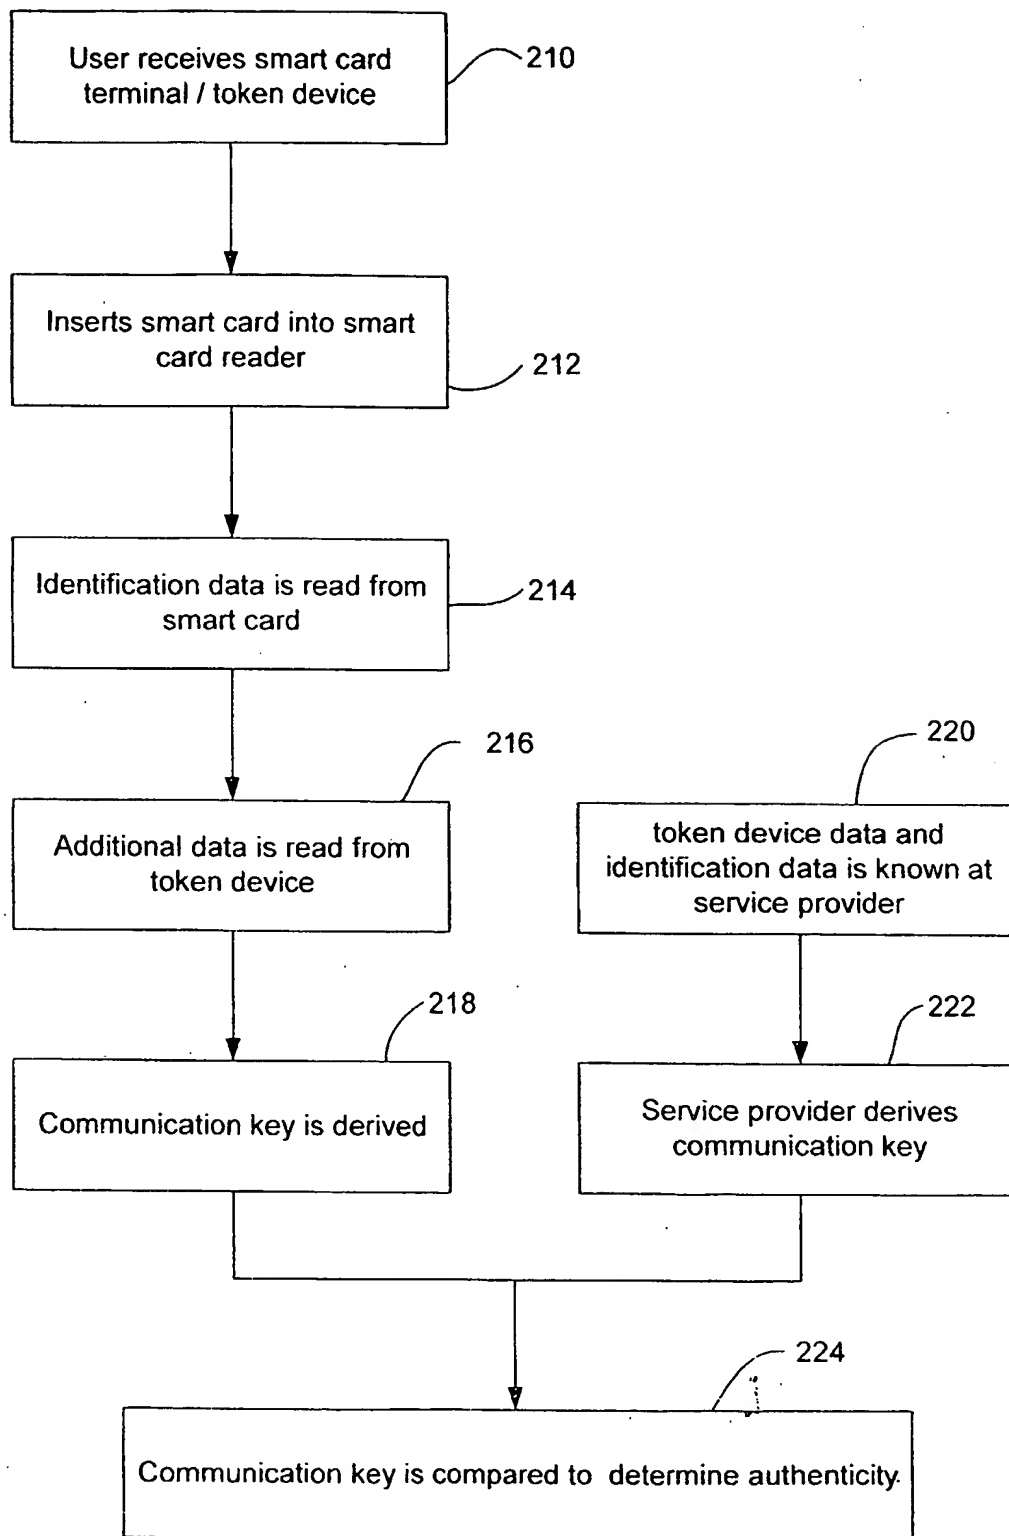 User receives smart card
terminal / token device
210
Inserts smart card into smart
card reader
212
Identification data is read from
smart card
214
216
Additional data is read from
token device
220
token device data and
identification data is known at
service provider
218
Communication key is derived
222
Service provider derives
communication key
224
Communication key is compared to determine authenticity.